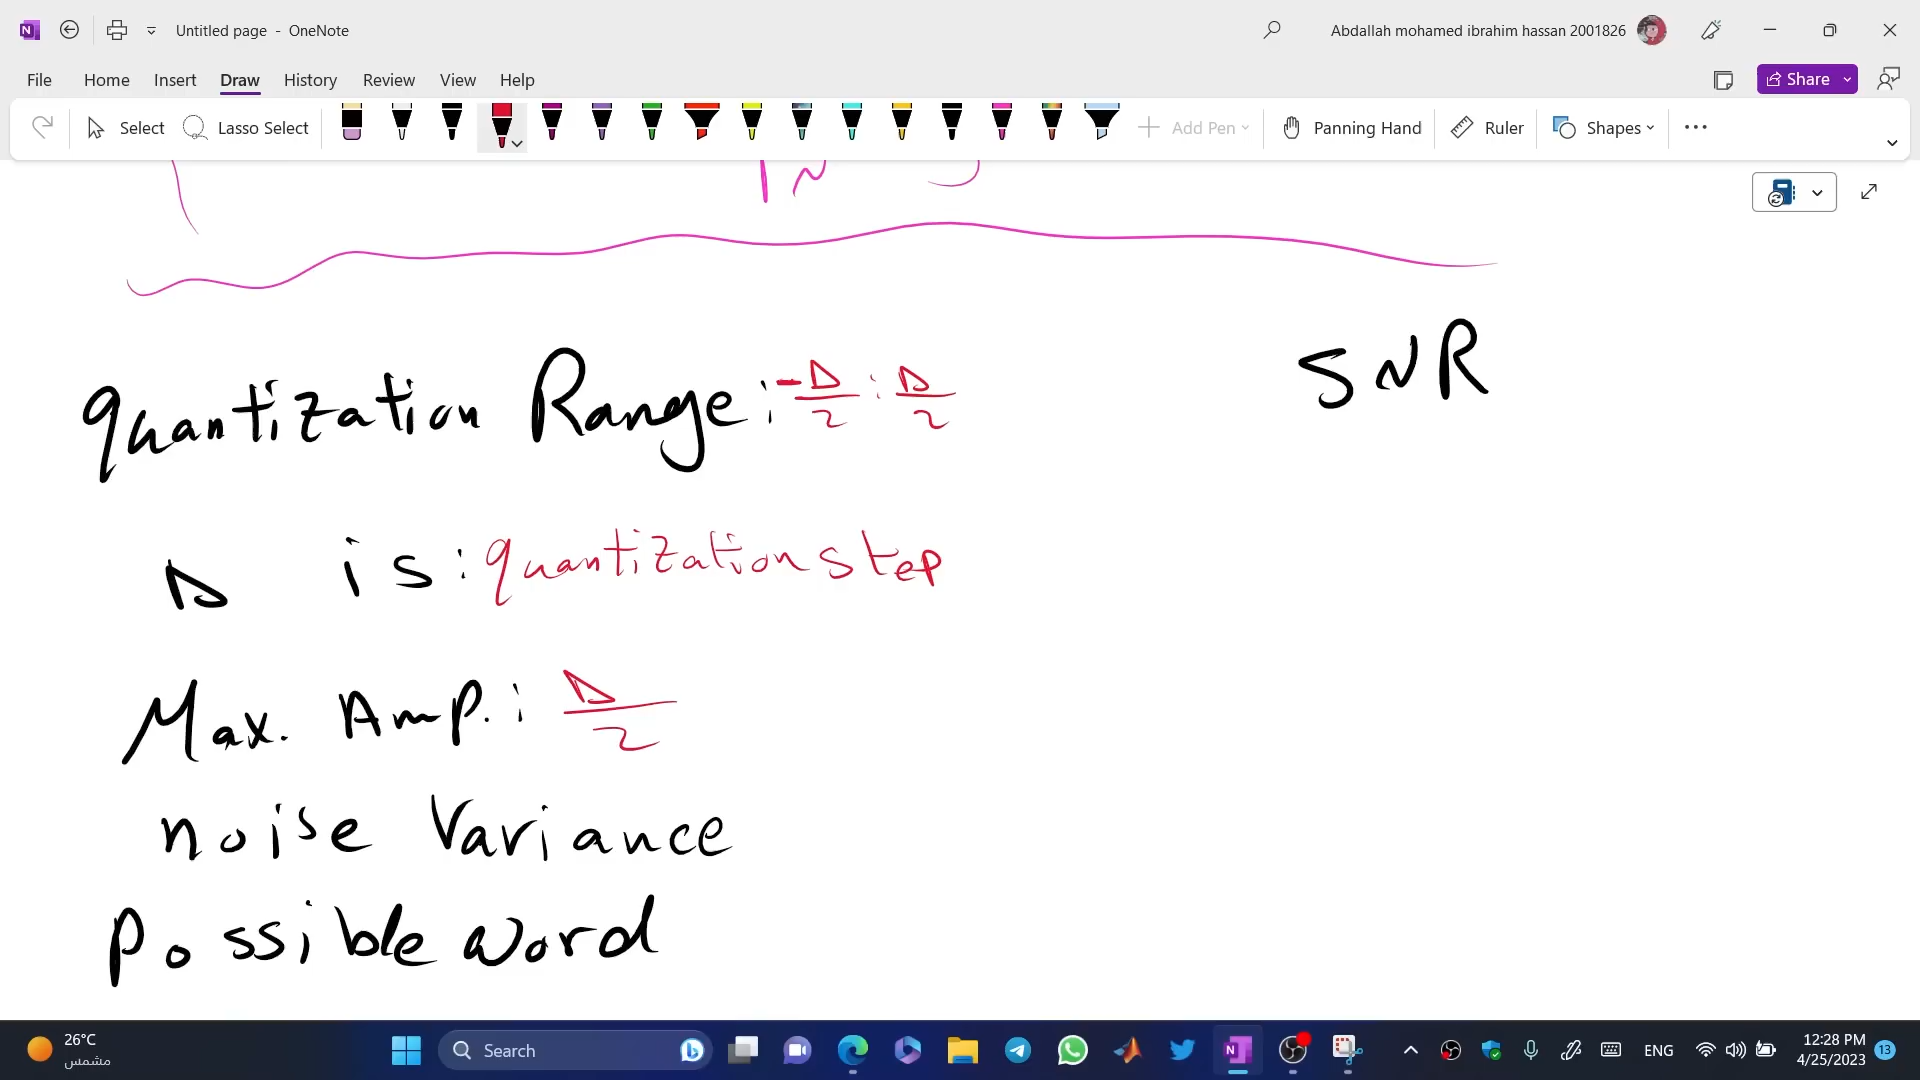 Untitled page - OneNote
Abdallah mohamed ibrahim hassan 2001826
File Home Insert Draw History Review View Help
Share
Select Lasso Select Add Pen Panning Hand Ruler Shapes
quantization Range: -Δ/2 : Δ/2
SNR
Δ is: quantization step
Max. Amp.: Δ/2
noise Variance
possible word
26°C
مشمس
Search
ENG
12:28 PM
4/25/2023
13